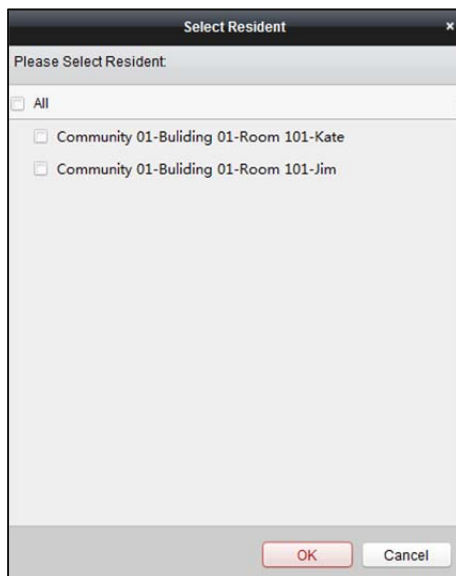 Select Resident
×
Please Select Resident:
All
Community 01-Buliding 01-Room 101-Kate
Community 01-Buliding 01-Room 101-Jim
OK
Cancel